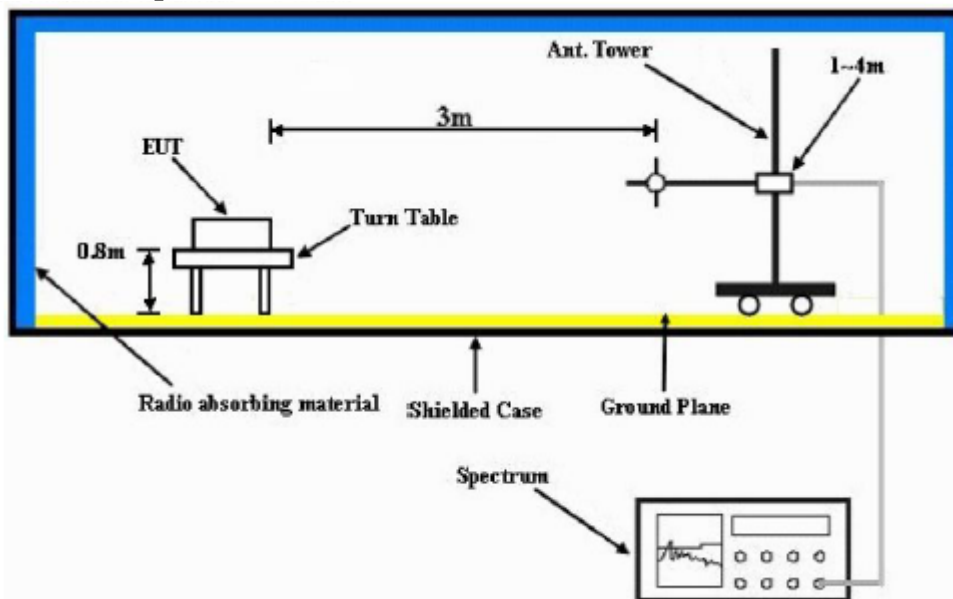 Ant. Tower
1~4m
3m
EUT
Turn Table
0.8m
Radio absorbing material
Shielded Case
Ground Plane
Spectrum